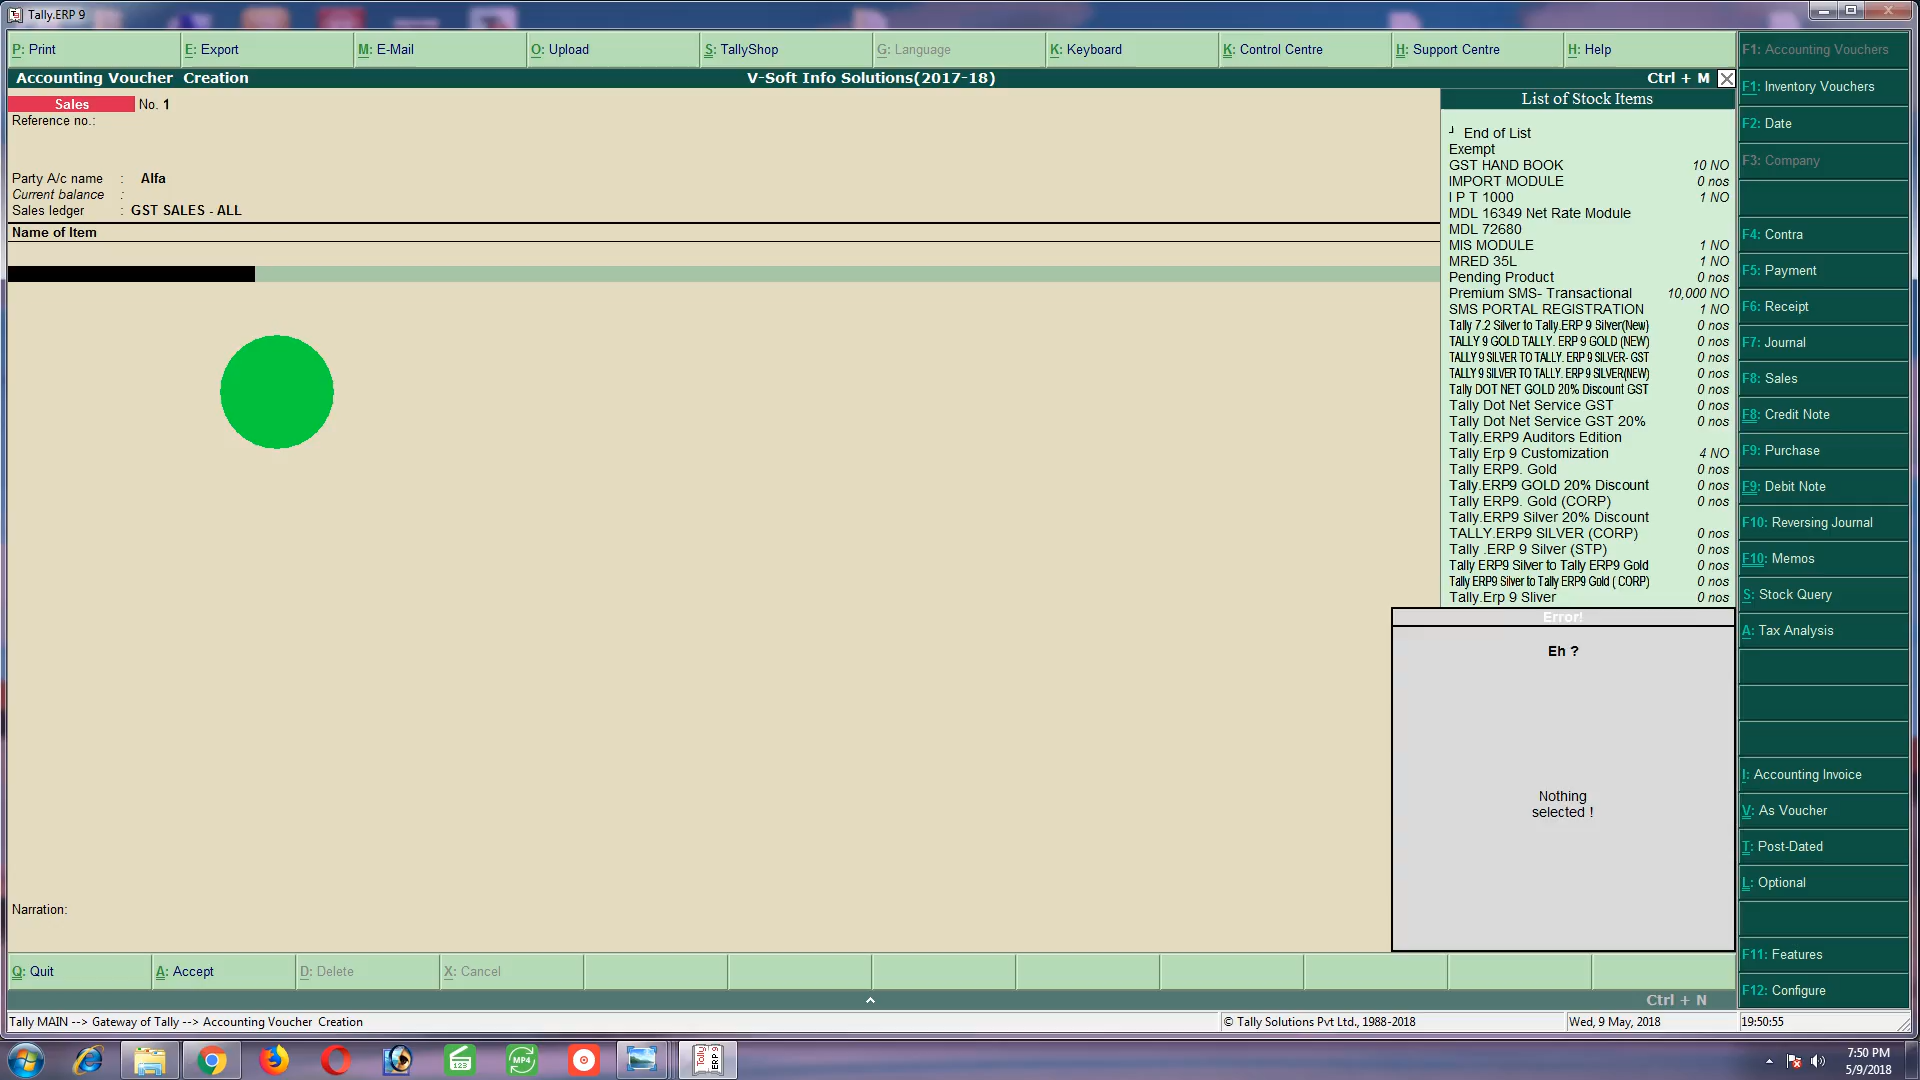 Tally.ERP 9
P: Print
E: Export
M: E-Mail
O: Upload
S: TallyShop
G: Language
K: Keyboard
K: Control Centre
H: Support Centre
H: Help
F1: Accounting Vouchers
Accounting Voucher Creation
V-Soft Info Solutions(2017-18)
Ctrl + M
Sales
No. 1
Reference no.:
Party A/c name : Alfa
Current balance :
Sales ledger : GST SALES - ALL
Name of Item
Narration:
List of Stock Items
End of List
Exempt
GST HAND BOOK 10 NO
IMPORT MODULE 0 nos
I P T 1000 1 NO
MDL 16349 Net Rate Module
MDL 72680
MIS MODULE 1 NO
MRED 35L 1 NO
Pending Product 0 nos
Premium SMS- Transactional 10,000 NO
SMS PORTAL REGISTRATION 1 NO
Tally 7.2 Silver to Tally.ERP 9 Silver(New) 0 nos
TALLY 9 GOLD TALLY. ERP 9 GOLD (NEW) 0 nos
TALLY 9 SILVER TO TALLY. ERP 9 SILVER- GST 0 nos
TALLY 9 SILVER TO TALLY. ERP 9 SILVER(NEW) 0 nos
Tally DOT NET GOLD 20% Discount GST 0 nos
Tally Dot Net Service GST 0 nos
Tally Dot Net Service GST 20% 0 nos
Tally.ERP9 Auditors Edition
Tally Erp 9 Customization 4 NO
Tally ERP9. Gold 0 nos
Tally.ERP9 GOLD 20% Discount 0 nos
Tally ERP9. Gold (CORP) 0 nos
Tally.ERP9 Silver 20% Discount
TALLY.ERP9 SILVER (CORP) 0 nos
Tally .ERP 9 Silver (STP) 0 nos
Tally ERP9 Silver to Tally ERP9 Gold 0 nos
Tally ERP9 Silver to Tally ERP9 Gold ( CORP) 0 nos
Tally.Erp 9 Sliver 0 nos
Error!
Eh ?
Nothing
selected !
F1: Inventory Vouchers
F2: Date
F3: Company
F4: Contra
F5: Payment
F6: Receipt
F7: Journal
F8: Sales
F8: Credit Note
F9: Purchase
F9: Debit Note
F10: Reversing Journal
F10: Memos
S: Stock Query
A: Tax Analysis
I: Accounting Invoice
V: As Voucher
T: Post-Dated
L: Optional
F11: Features
F12: Configure
Q: Quit
A: Accept
D: Delete
X: Cancel
Ctrl + N
Tally MAIN --> Gateway of Tally --> Accounting Voucher Creation
© Tally Solutions Pvt Ltd., 1988-2018
Wed, 9 May, 2018
19:50:55
123
MP4
Tally
ERP 9
7:50 PM
5/9/2018